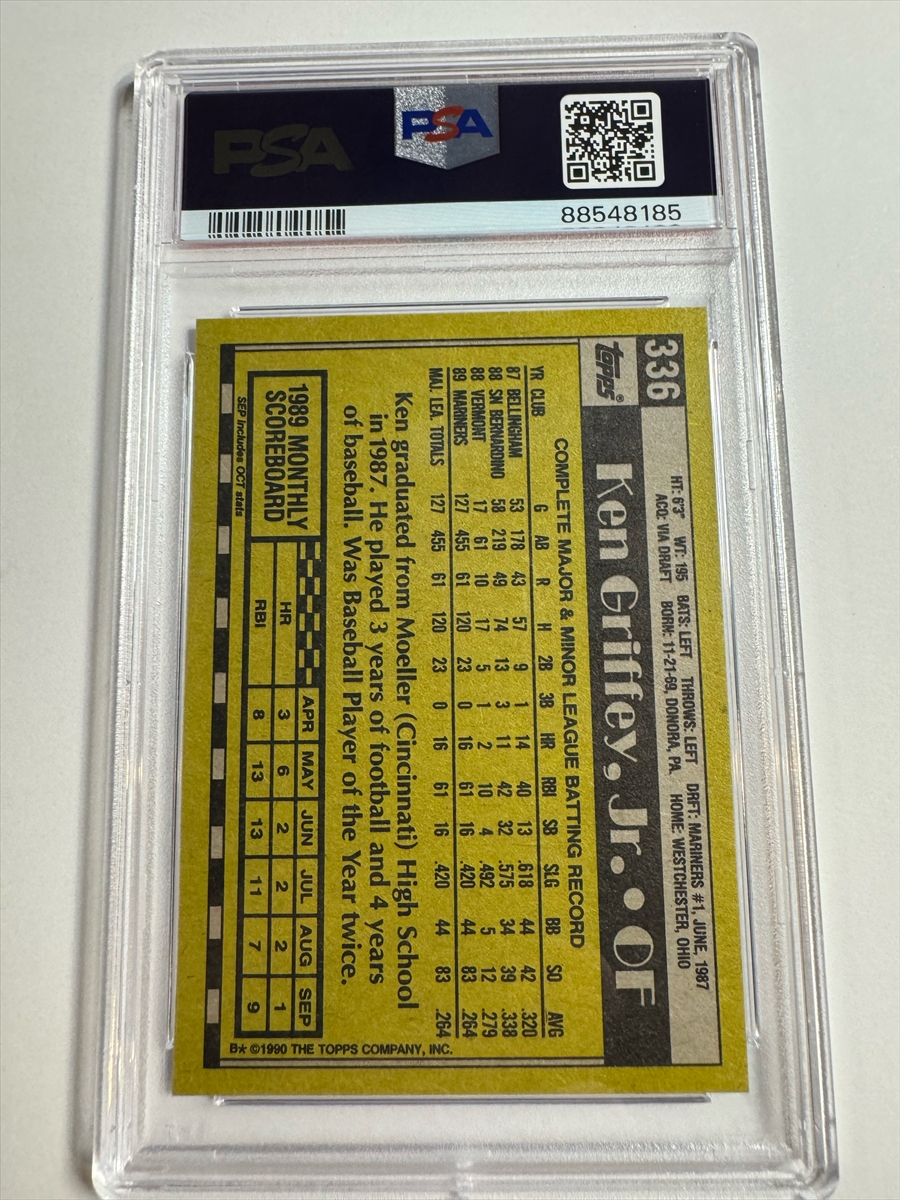 PSA
PSA
88548185
336
HT: 6'3" WT: 195 BATS: LEFT THROWS: LEFT DRFT: MARINERS #1, JUNE, 1987
ACQ: VIA DRAFT BORN: 11-21-69, DONORA, PA. HOME: WESTCHESTER, OHIO
topps®
Ken Griffey, Jr. • OF
COMPLETE MAJOR & MINOR LEAGUE BATTING RECORD
YR CLUB G AB R H 2B 3B HR RBI SB SLG BB SO AVG
87 BELLINGHAM 53 178 43 57 9 1 14 40 13 .618 44 42 .320
88 SN BERNARDINO 58 219 49 74 13 3 11 42 32 .575 34 39 .338
88 VERMONT 17 61 10 17 5 1 2 10 4 .492 5 12 .279
89 MARINERS 127 455 61 120 23 0 16 61 16 .420 44 83 .264
MAJ. LEA. TOTALS 127 455 61 120 23 0 16 61 16 .420 44 83 .264
Ken graduated from Moeller (Cincinnati) High School
in 1987. He played 3 years of football and 4 years
of baseball. Was Baseball Player of the Year twice.
1989 MONTHLY
SCOREBOARD
APR MAY JUN JUL AUG SEP
HR 3 6 2 2 2 1
RBI 8 13 13 11 7 9
SEP includes OCT stats
B* ©1990 THE TOPPS COMPANY, INC.